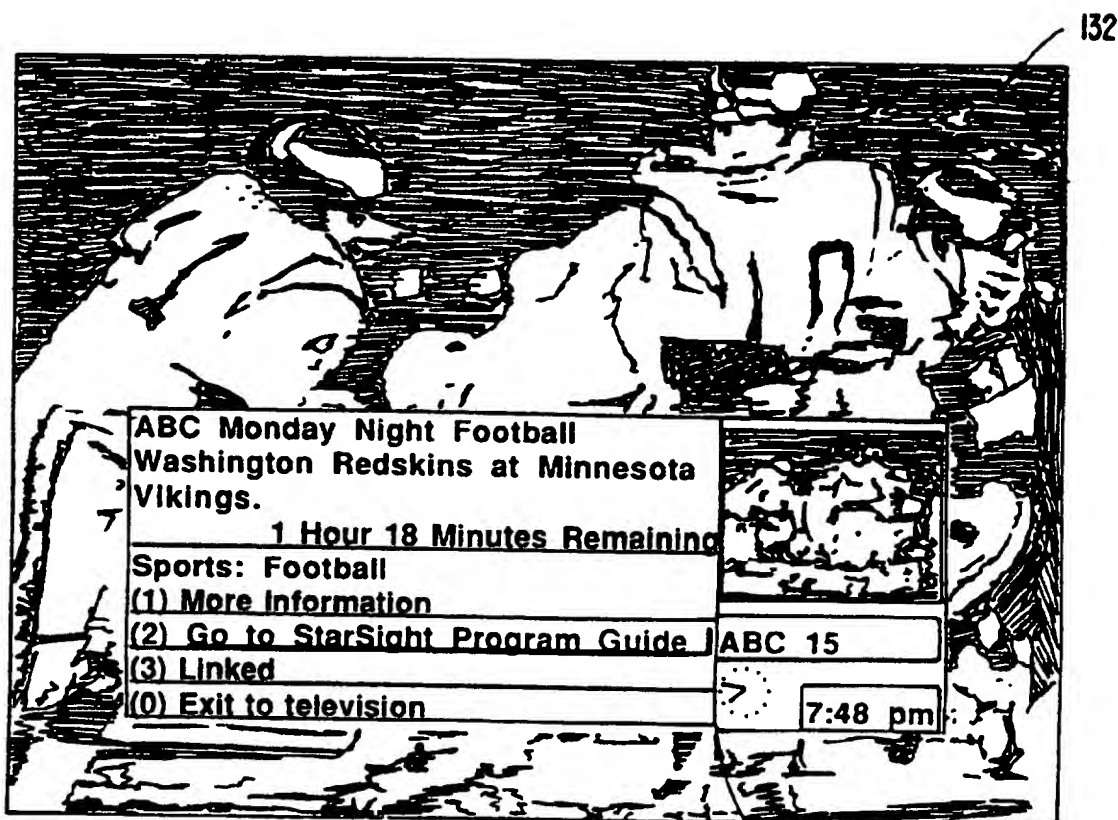 132
ABC Monday Night Football
Washington Redskins at Minnesota
Vikings.
1 Hour 18 Minutes Remaining
Sports: Football
(1) More Information
(2) Go to StarSight Program Guide
ABC 15
(3) Linked
(0) Exit to television
7:48 pm